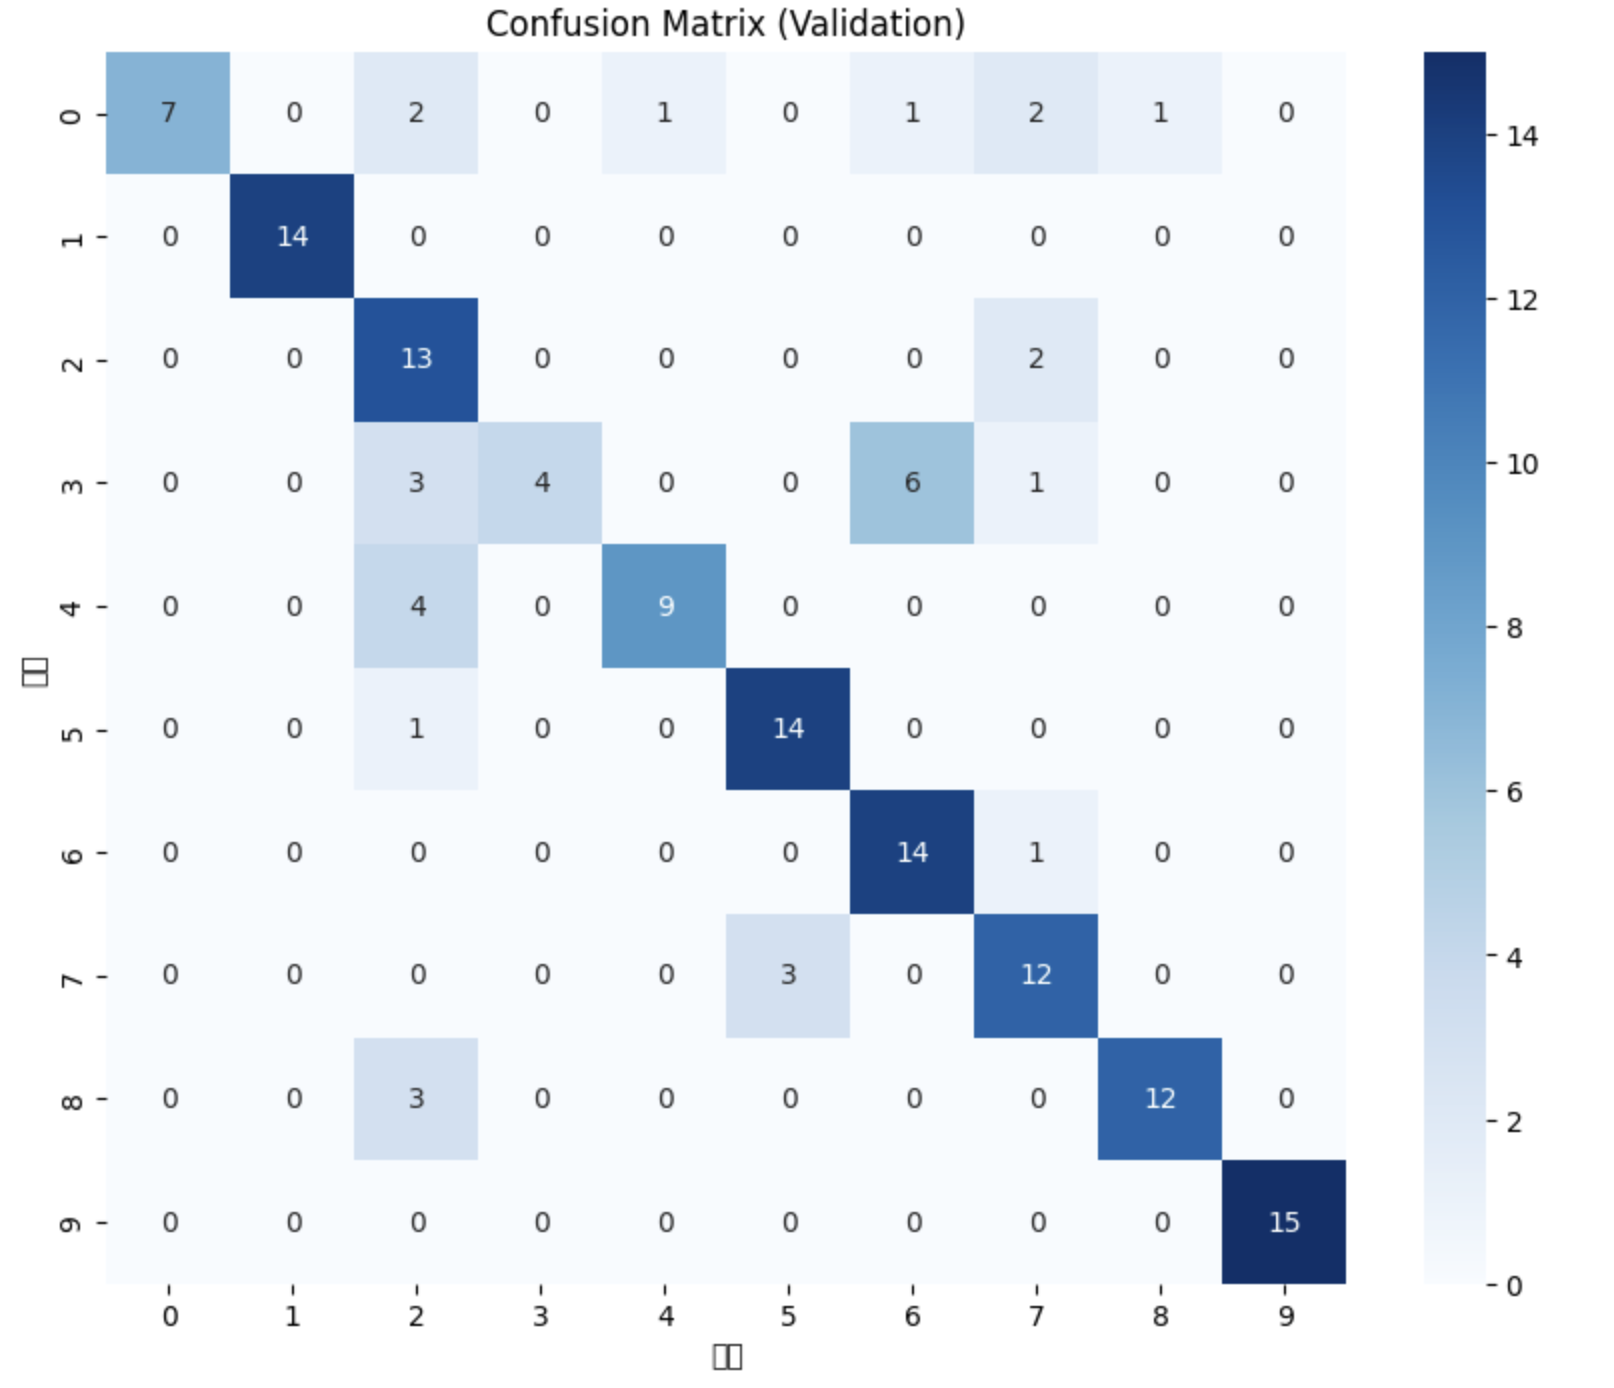 Confusion Matrix (Validation)
0 7 0 2 0 1 0 1 2 1 0
1 0 14 0 0 0 0 0 0 0 0
2 0 0 13 0 0 0 0 2 0 0
3 0 0 3 4 0 0 6 1 0 0
4 0 0 4 0 9 0 0 0 0 0
5 0 0 1 0 0 14 0 0 0 0
6 0 0 0 0 0 0 14 1 0 0
7 0 0 0 0 0 3 0 12 0 0
8 0 0 3 0 0 0 0 0 12 0
9 0 0 0 0 0 0 0 0 0 15
0 1 2 3 4 5 6 7 8 9
14
12
10
8
6
4
2
0